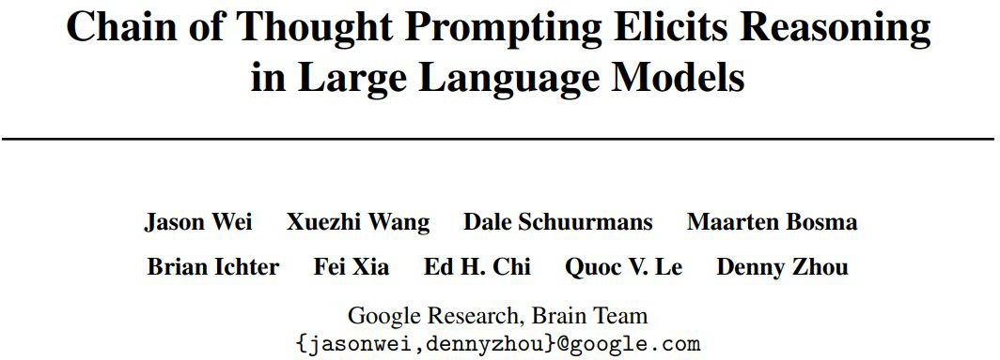 Chain of Thought Prompting Elicits Reasoning
in Large Language Models
Jason Wei Xuezhi Wang Dale Schuurmans Maarten Bosma
Brian Ichter Fei Xia Ed H. Chi Quoc V. Le Denny Zhou
Google Research, Brain Team
{jasonwei,dennyzhou}@google.com